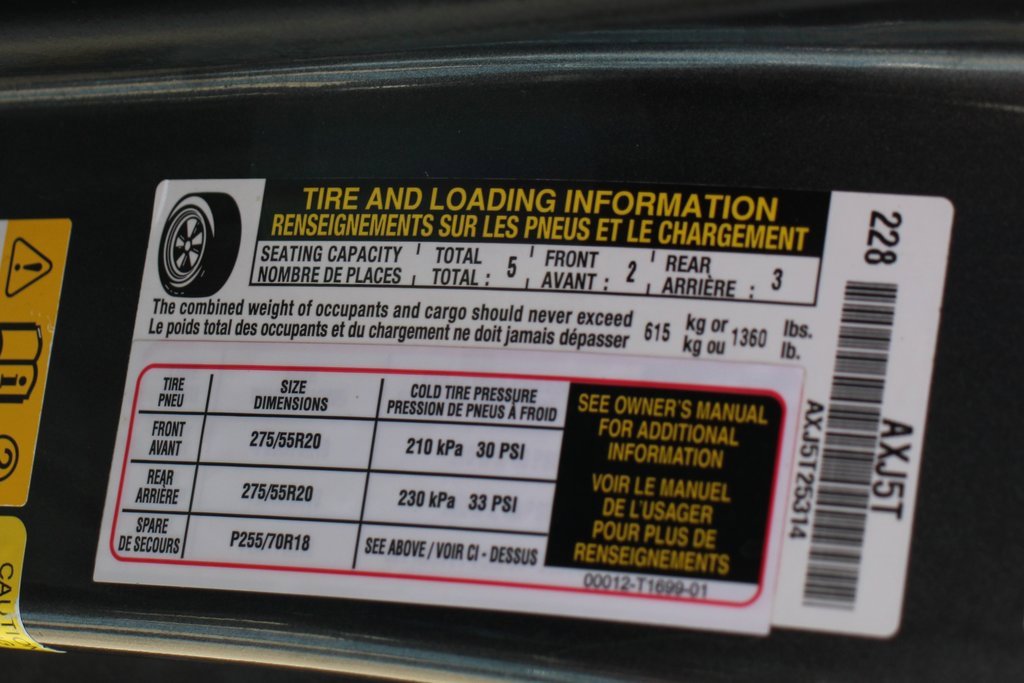 TIRE AND LOADING INFORMATION
RENSEIGNEMENTS SUR LES PNEUS ET LE CHARGEMENT
SEATING CAPACITY TOTAL FRONT REAR
NOMBRE DE PLACES TOTAL : 5 AVANT : 2 ARRIÈRE : 3
The combined weight of occupants and cargo should never exceed 615 kg or 1360 lbs.
Le poids total des occupants et du chargement ne doit jamais dépasser kg ou lb.
TIRE SIZE COLD TIRE PRESSURE
PNEU DIMENSIONS PRESSION DE PNEUS À FROID
FRONT
AVANT 275/55R20 210 kPa 30 PSI
REAR
ARRIÈRE 275/55R20 230 kPa 33 PSI
SPARE
DE SECOURS P255/70R18 SEE ABOVE / VOIR CI - DESSUS
SEE OWNER'S MANUAL
FOR ADDITIONAL
INFORMATION
VOIR LE MANUEL
DE L'USAGER
POUR PLUS DE
RENSEIGNEMENTS
00012-T1699-01
228
AXJ5T
AXJ5T25314
CAUTION